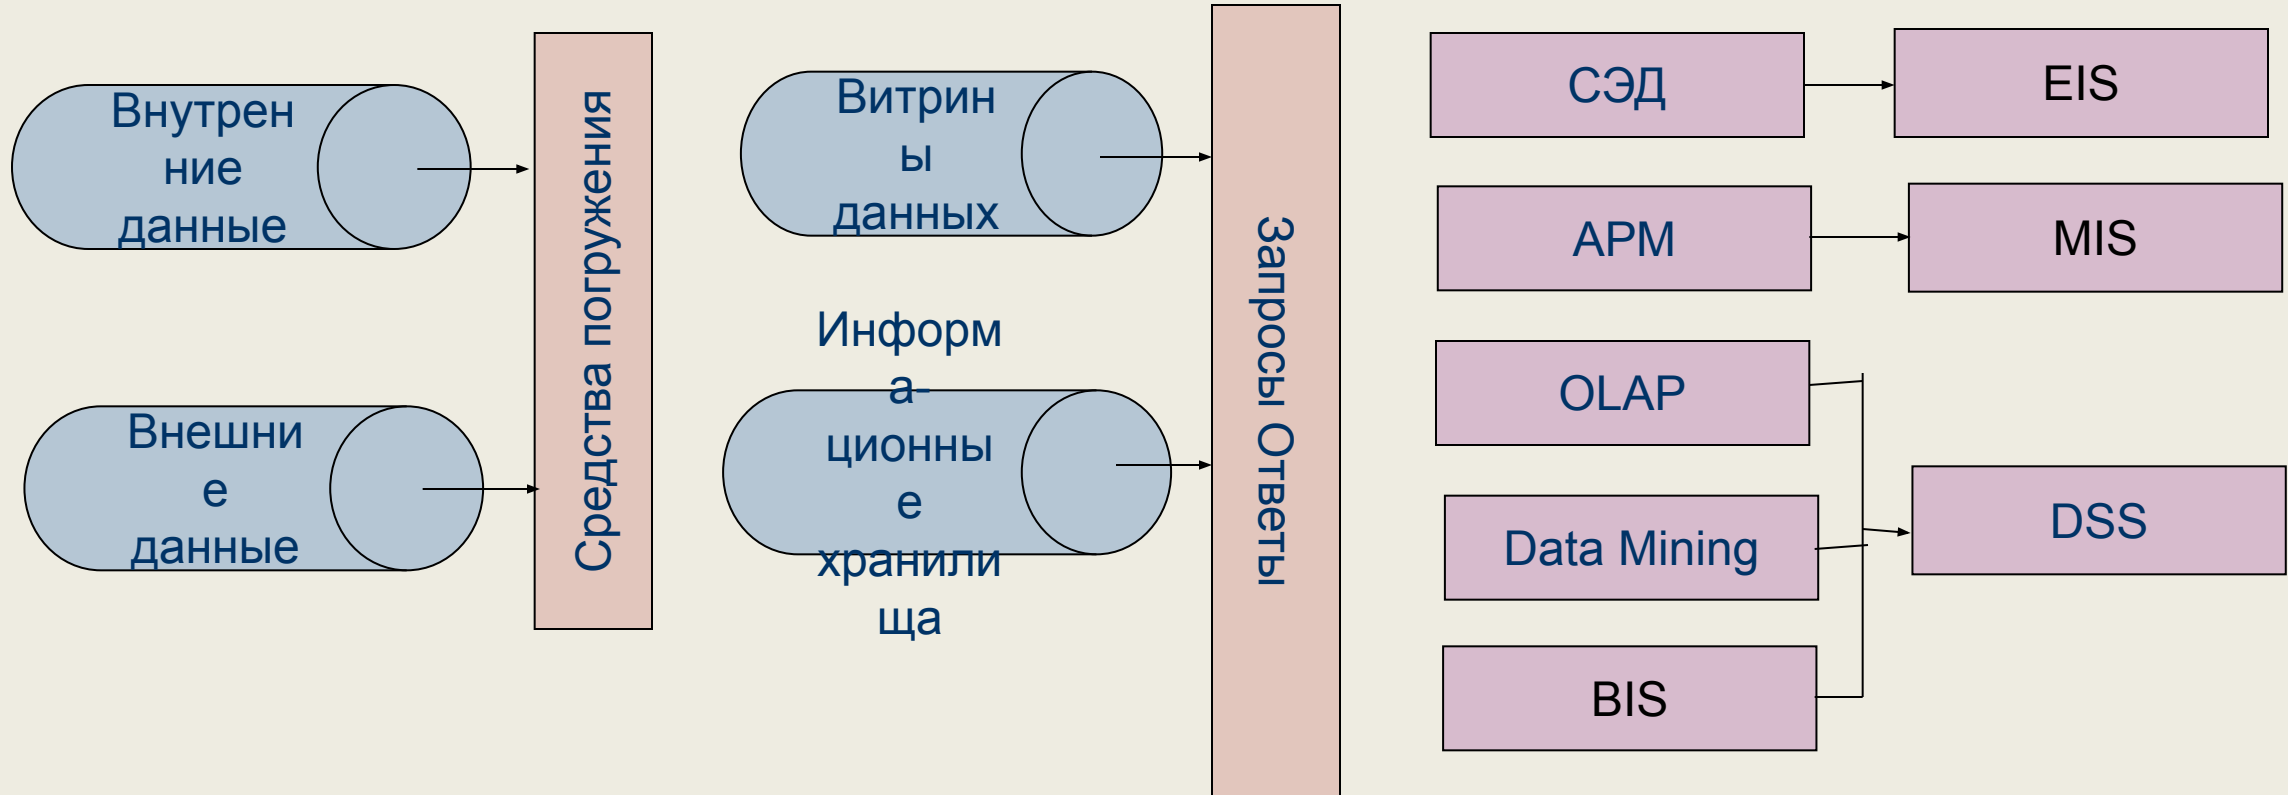 Внутрен
ние
данные
Внешни
е
данные
Средства погружения
Витрин
ы
данных
Информ
а-
ционны
е
хранили
ща
Запросы Ответы
СЭД
EIS
АРМ
MIS
OLAP
Data Mining
DSS
BIS